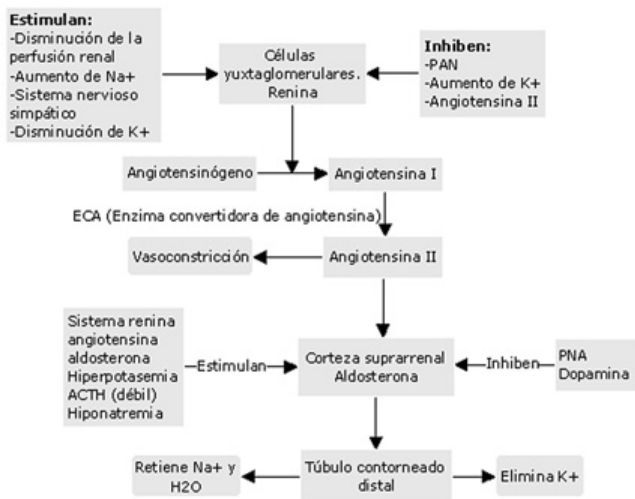 Estimulan:
-Disminución de la
perfusión renal
-Aumento de Na+
-Sistema nervioso
simpático
-Disminución de K+
Células
yuxtaglomerulares.
Renina
Inhiben:
-PAN
-Aumento de K+
-Angiotensina II
Angiotensinógeno
Angiotensina I
ECA (Enzima convertidora de angiotensina)
Vasoconstricción
Angiotensina II
Sistema renina
angiotensina
aldosterona
Hiperpotasemia
ACTH (débil)
Hiponatremia
Estimulan
Corteza suprarrenal
Aldosterona
Inhiben
PNA
Dopamina
Retiene Na+ y
H2O
Túbulo contorneado
distal
Elimina K+